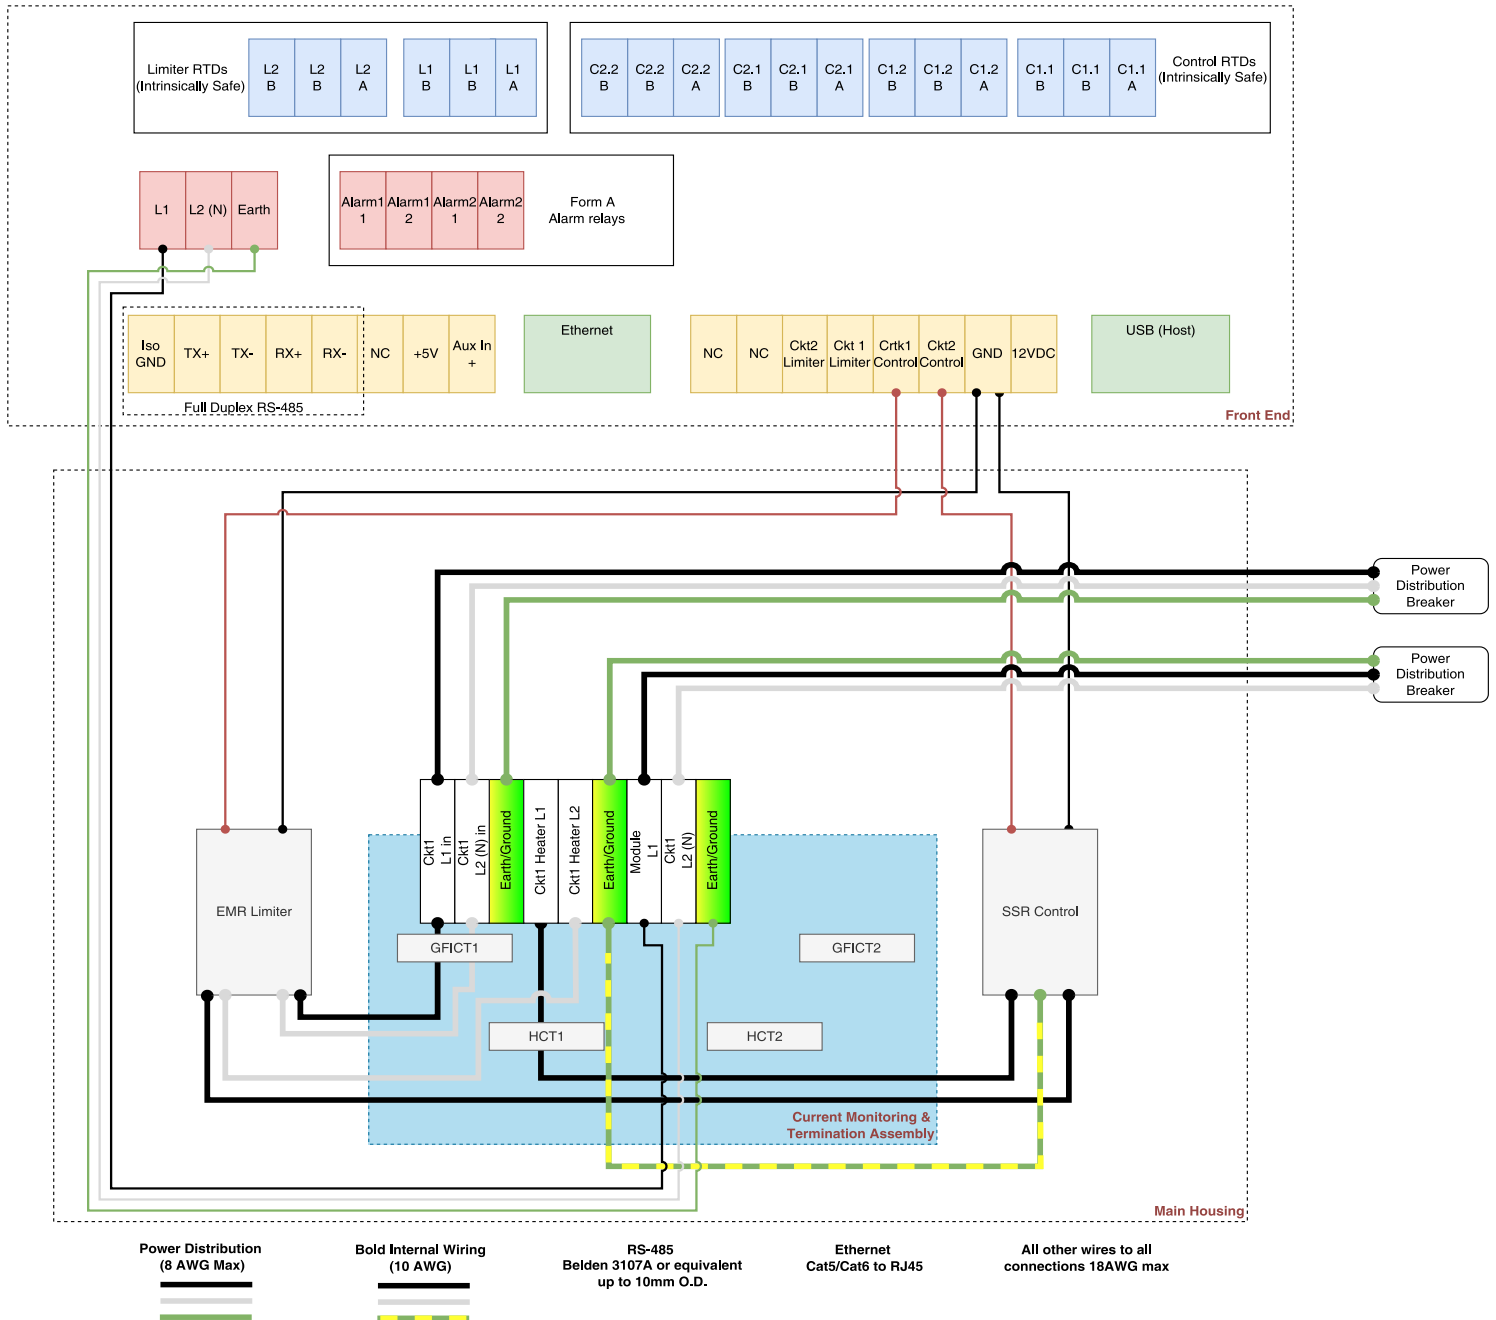 Limiter RTDs
(Intrinsically Safe)
L2
B
L2
B
L2
A
L1
B
L1
B
L1
A
C2.2
B
C2.2
B
C2.2
A
C2.1
B
C2.1
B
C2.1
A
C1.2
B
C1.2
B
C1.2
A
C1.1
B
C1.1
B
C1.1
A
Control RTDs
(Intrinsically Safe)
L1
L2 (N)
Earth
Alarm1
1
Alarm1
2
Alarm2
1
Alarm2
2
Form A
Alarm relays
Iso
GND
TX+
TX-
RX+
RX-
NC
+5V
Aux In
+
Full Duplex RS-485
Ethernet
NC
NC
Ckt2
Limiter
Ckt 1
Limiter
Crtk1
Control
Ckt2
Control
GND
12VDC
USB (Host)
Front End
Power
Distribution
Breaker
Power
Distribution
Breaker
Ckt1
L1 in
Ckt1
L2 (N) in
Earth/Ground
Ckt1 Heater L1
Ckt1 Heater L2
Earth/Ground
Module
L1
Ckt1
L2 (N)
Earth/Ground
EMR Limiter
SSR Control
GFICT1
GFICT2
HCT1
HCT2
Current Monitoring &
Termination Assembly
Main Housing
Power Distribution
(8 AWG Max)
Bold Internal Wiring
(10 AWG)
RS-485
Belden 3107A or equivalent
up to 10mm O.D.
Ethernet
Cat5/Cat6 to RJ45
All other wires to all
connections 18AWG max